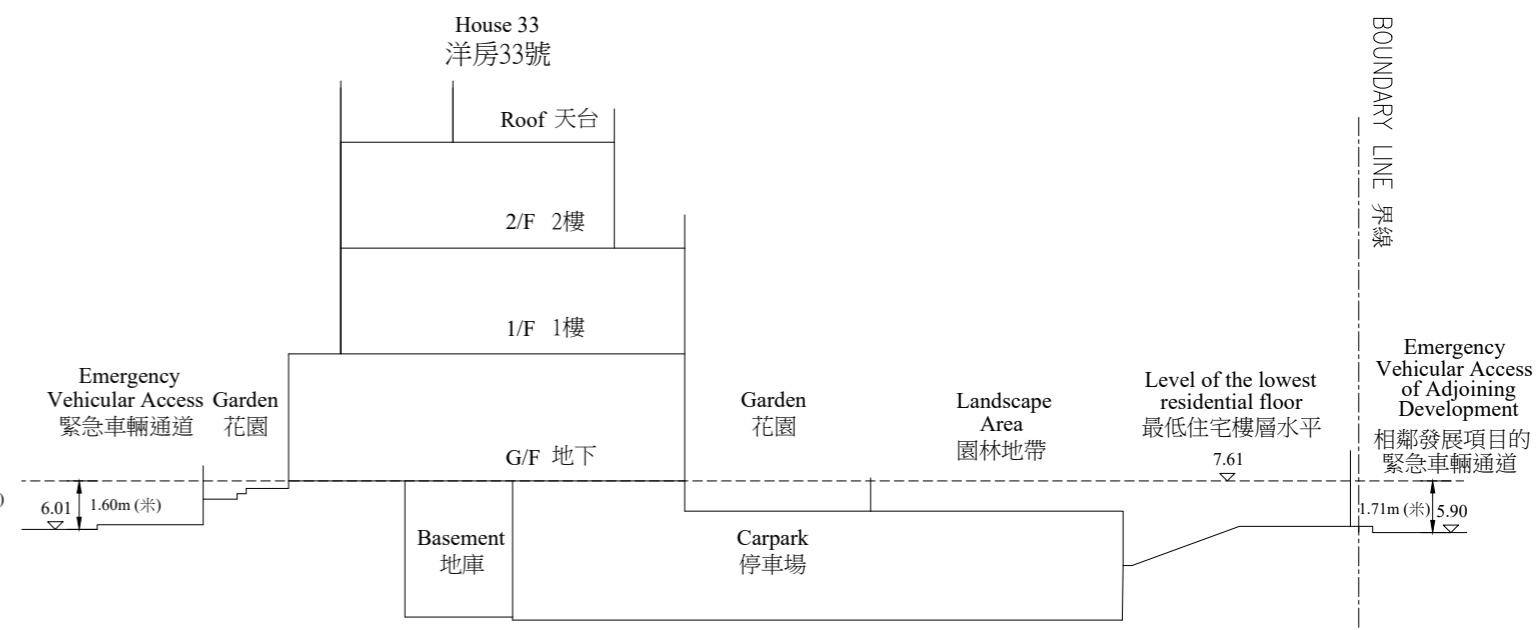 House 33
洋房33號
BOUNDARY LINE 界線
Roof 天台
2/F 2樓
1/F 1樓
Emergency
Vehicular Access
緊急車輛通道
Garden
花園
G/F 地下
Garden
花園
Landscape
Area
園林地帶
Level of the lowest
residential floor
最低住宅樓層水平
7.61
Emergency
Vehicular Access
of Adjoining
Development
相鄰發展項目的
緊急車輛通道
)
6.01
1.60m (米)
1.71m (米)
5.90
Basement
地庫
Carpark
停車場